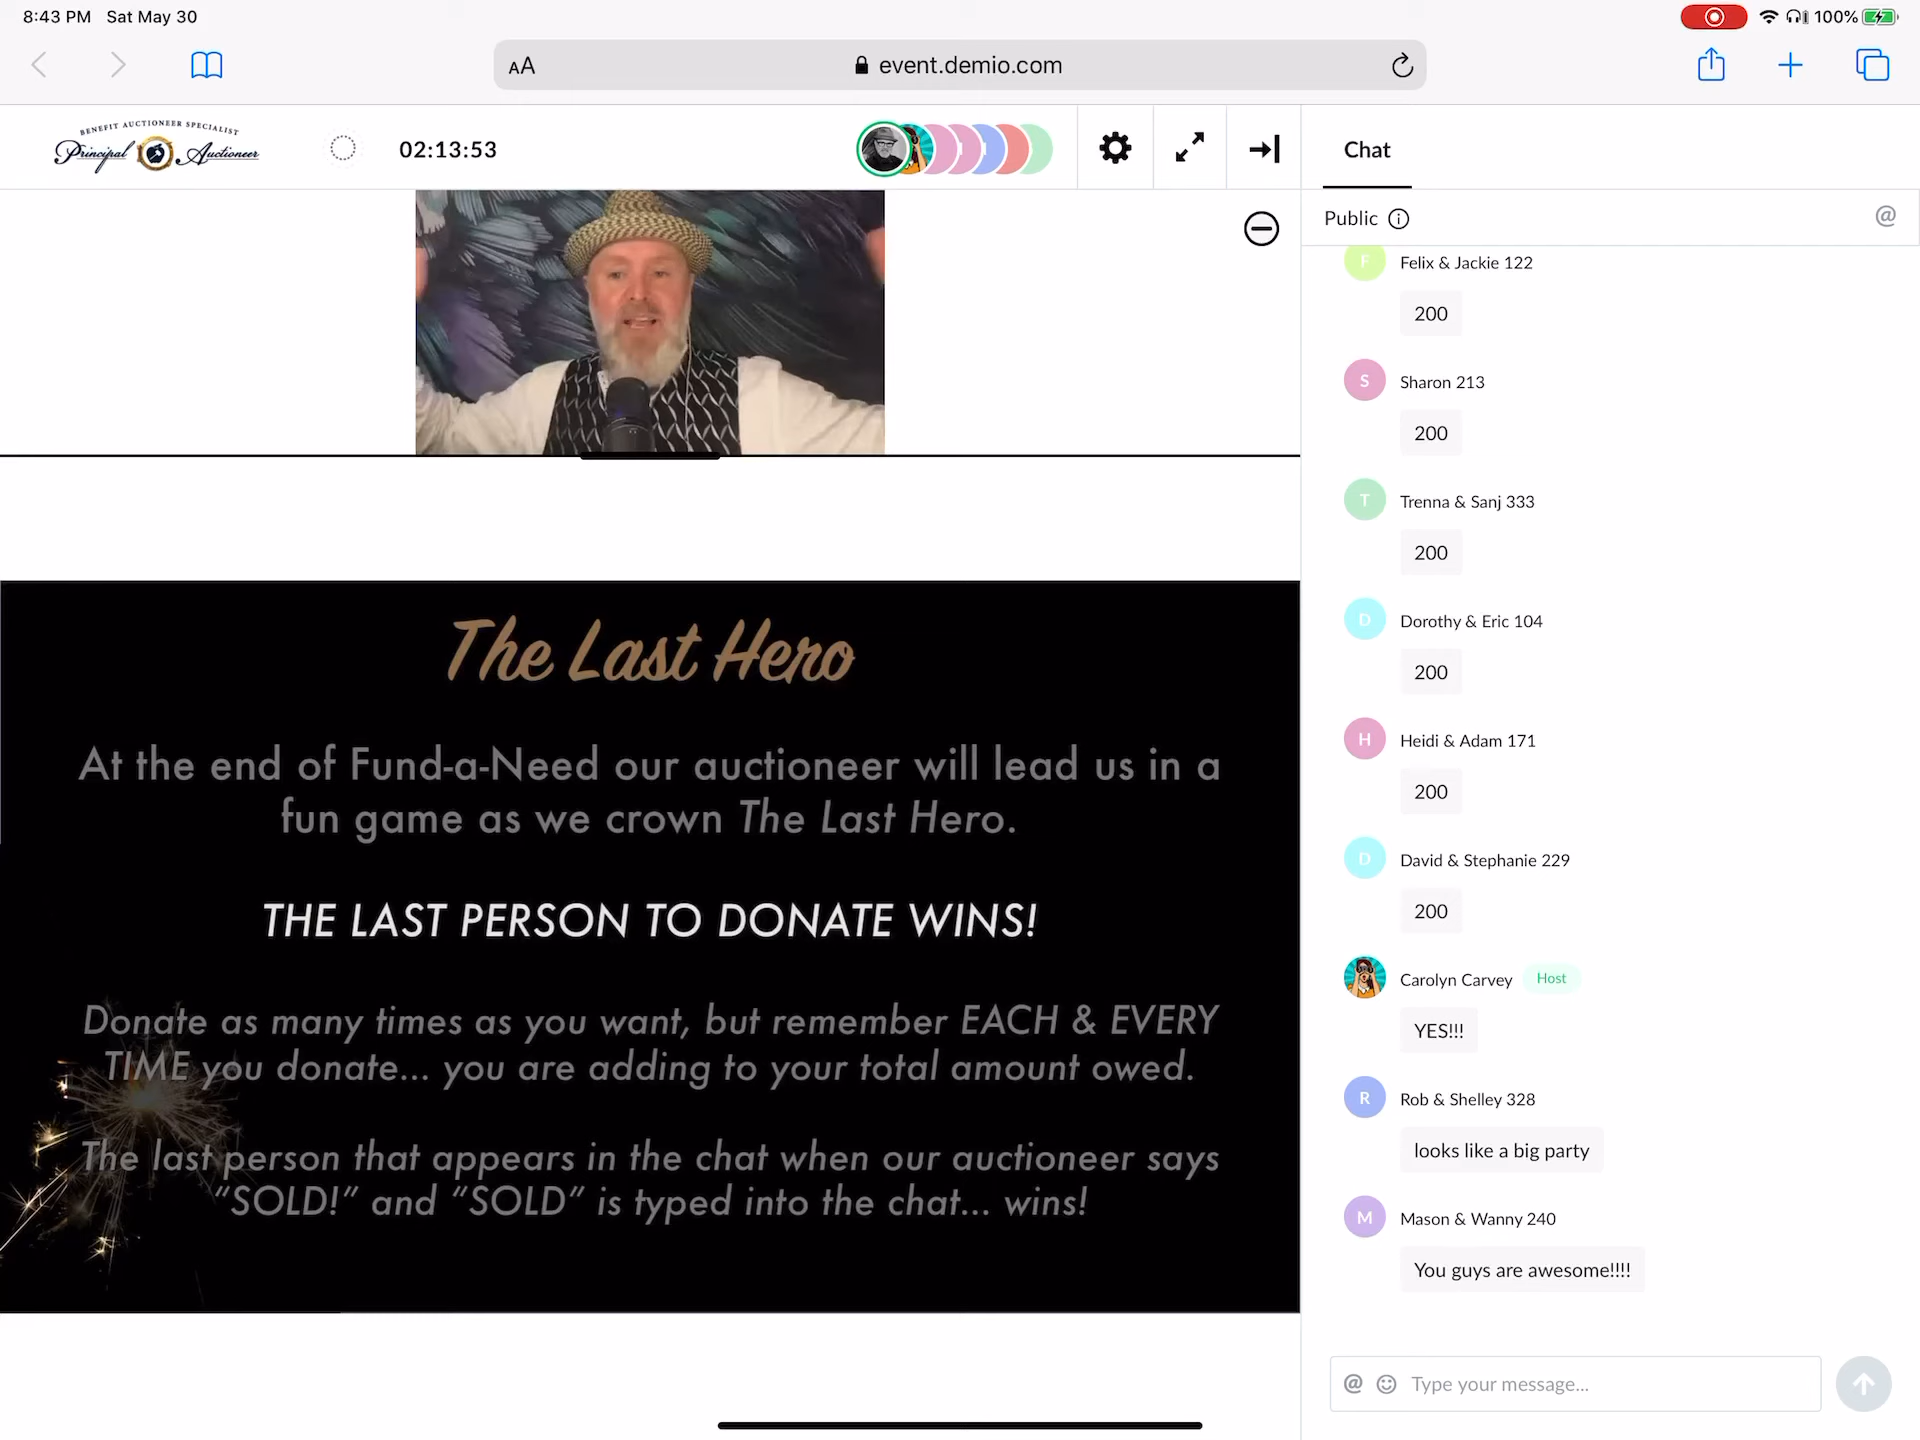 8:43 PM Sat May 30
100%
AA
event.demio.com
BENEFIT AUCTIONEER SPECIALIST
Principal Auctioneer
02:13:53
Chat
Public
@
F
Felix & Jackie 122
200
S
Sharon 213
200
T
Trenna & Sanj 333
200
D
Dorothy & Eric 104
200
H
Heidi & Adam 171
200
D
David & Stephanie 229
200
Carolyn Carvey Host
YES!!!
R
Rob & Shelley 328
looks like a big party
M
Mason & Wanny 240
You guys are awesome!!!!
@ Type your message...
The Last Hero
At the end of Fund-a-Need our auctioneer will lead us in a
fun game as we crown The Last Hero.
THE LAST PERSON TO DONATE WINS!
Donate as many times as you want, but remember EACH & EVERY
TIME you donate... you are adding to your total amount owed.
The last person that appears in the chat when our auctioneer says
“SOLD!” and “SOLD” is typed into the chat... wins!